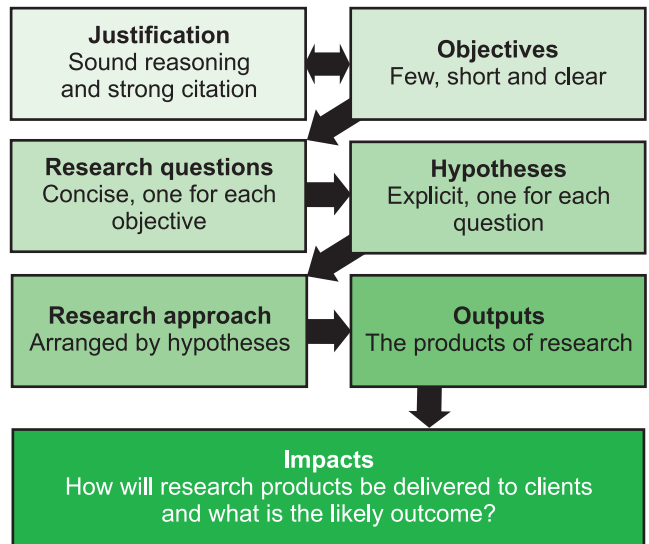 Justification
Sound reasoning
and strong citation
Objectives
Few, short and clear
Research questions
Concise, one for each
objective
Hypotheses
Explicit, one for each
question
Research approach
Arranged by hypotheses
Outputs
The products of research
Impacts
How will research products be delivered to clients
and what is the likely outcome?